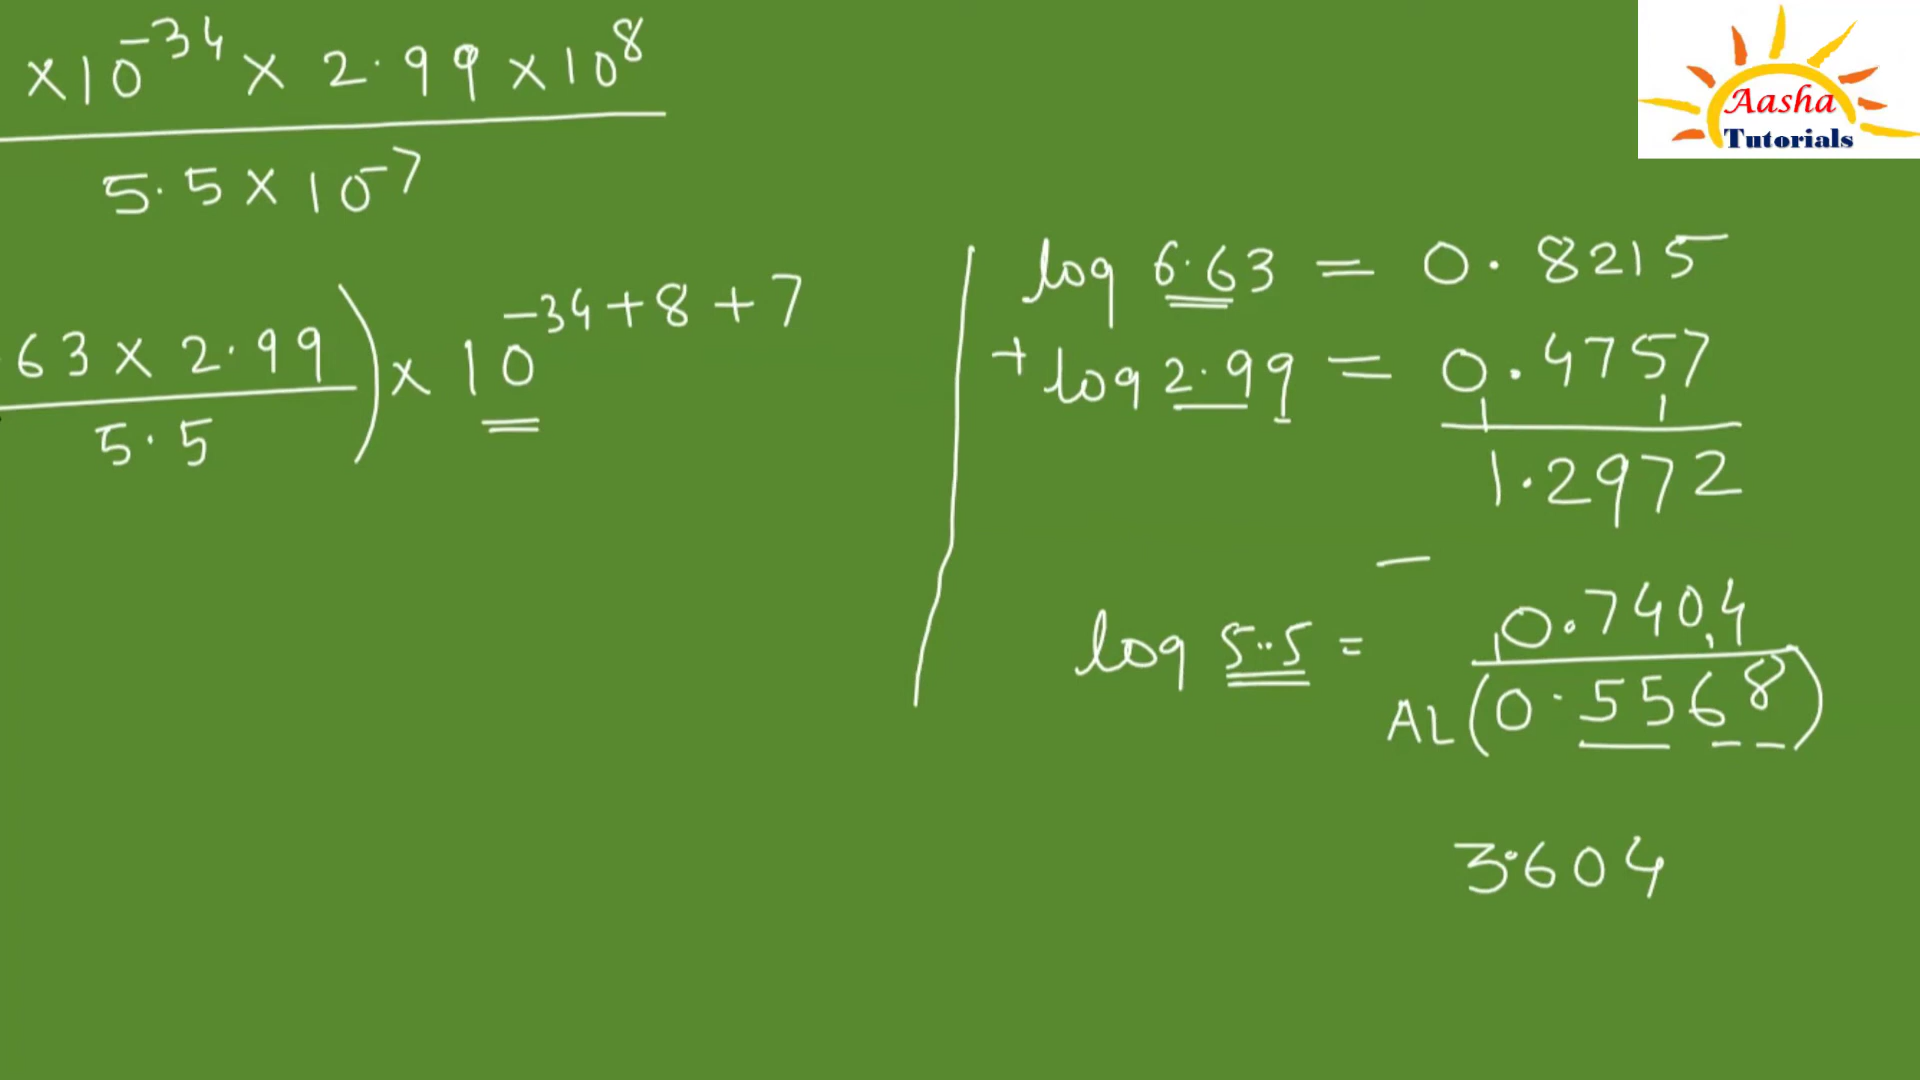 ×10⁻³⁴ × 2.99 ×10⁸
5.5 × 10⁻⁷
63 × 2.99) × 10⁻³⁴⁺⁸⁺⁷
5.5
Aasha
Tutorials
log 6.63 = 0.8215
+ log 2.99 = 0.4757
1.2972
−
log 5..5 = 0.7404
AL (0.5568)
3.604